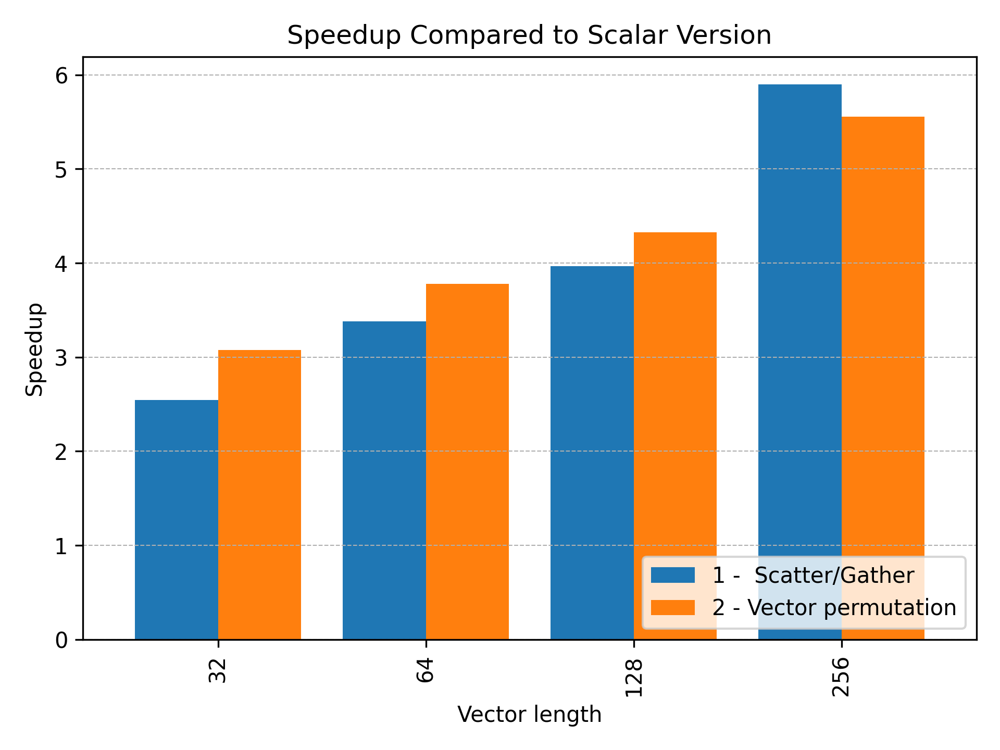 Speedup Compared to Scalar Version
6
5
4
3
2
1
0
Speedup
1 -  Scatter/Gather
2 - Vector permutation
32
64
128
256
Vector length